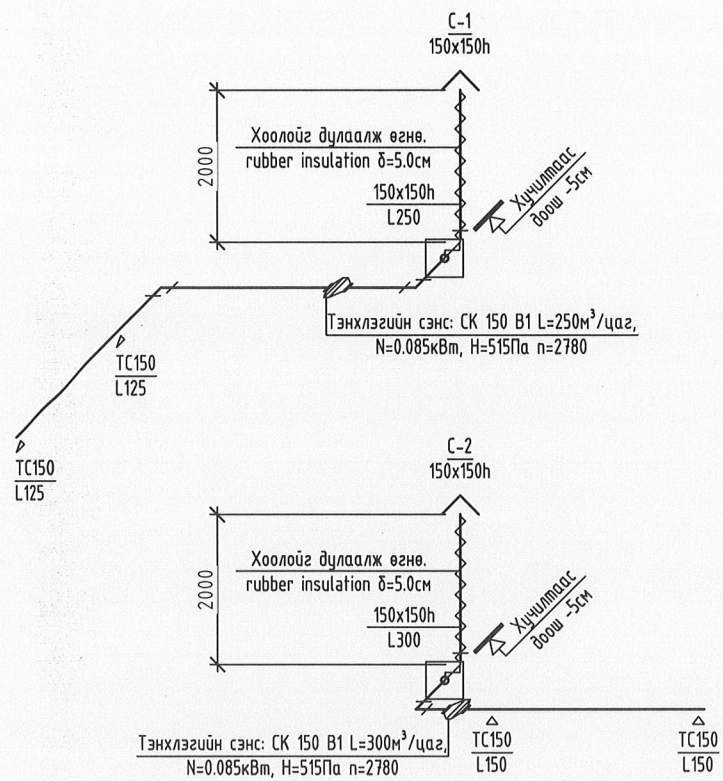 С-1
150x150h
2000
Хоолойг дулаалж өгнө.
rubber insulation δ=5.0см
150x150h
L250
Хучилтаас
доош -5см
Тэнхлэгийн сэнс: СК 150 В1 L=250м³/цаг,
N=0.085кВт, H=515Па n=2780
ТС150
L125
ТС150
L125
С-2
150x150h
2000
Хоолойг дулаалж өгнө.
rubber insulation δ=5.0см
150x150h
L300
Хучилтаас
доош -5см
Тэнхлэгийн сэнс: СК 150 В1 L=300м³/цаг,
N=0.085кВт, H=515Па n=2780
ТС150
L150
ТС150
L150